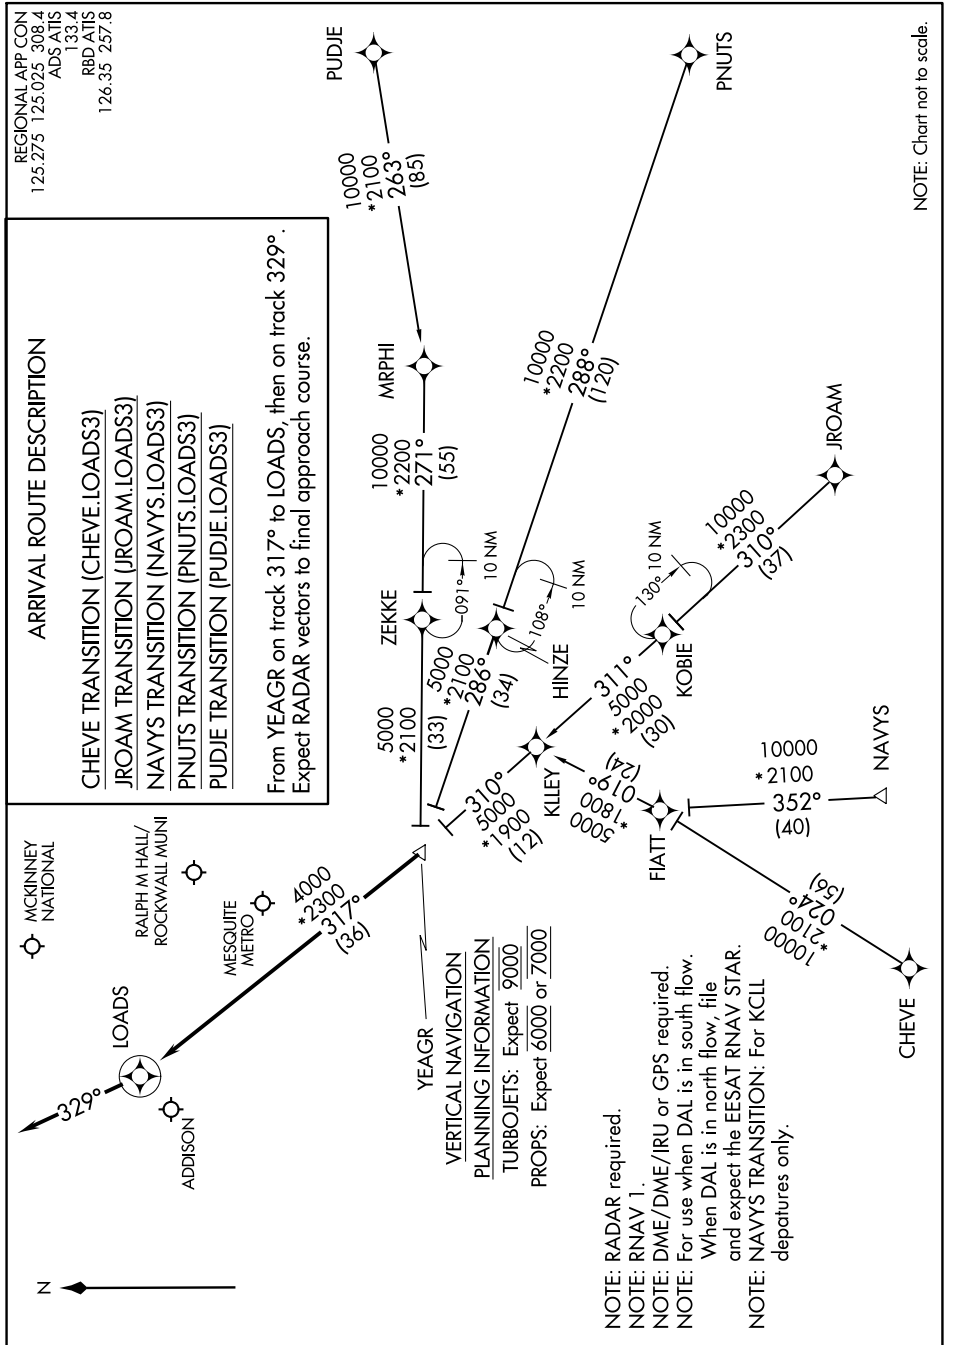 REGIONAL APP CON
125.275 125.025 308.4
ADS ATIS
133.4
RBD ATIS
126.35 257.8
ARRIVAL ROUTE DESCRIPTION
CHEVE TRANSITION (CHEVE.LOADS3)
JROAM TRANSITION (JROAM.LOADS3)
NAVYS TRANSITION (NAVYS.LOADS3)
PNUTS TRANSITION (PNUTS.LOADS3)
PUDJE TRANSITION (PUDJE.LOADS3)
From YEAGR on track 317° to LOADS, then on track 329°.
Expect RADAR vectors to final approach course.
MCKINNEY
NATIONAL
RALPH M HALL/
ROCKWALL MUNI
MESQUITE
METRO
LOADS
ADDISON
329°
N
4000
*2300
317°
(36)
YEAGR
VERTICAL NAVIGATION
PLANNING INFORMATION
TURBOJETS: Expect 9000
PROPS: Expect 6000 or 7000
PUDJE
10000
*2100
263°
(85)
MRPHI
10000
*2200
271°
(55)
ZEKKE
091°
10 NM
5000
*2100
(33)
PNUTS
10000
*2200
288°
(120)
HINZE
108°
10 NM
5000
*2100
286°
(34)
JROAM
10000
*2300
310°
(37)
KOBIE
130°
10 NM
311°
5000
*2000
(30)
KLLEY
310°
5000
*1900
(12)
(24)
019°
*1800
5000
FIATT
NAVYS
10000
*2100
352°
(40)
CHEVE
(56)
024°
*2100
10000
NOTE: RADAR required.
NOTE: RNAV 1.
NOTE: DME/DME/IRU or GPS required.
NOTE: For use when DAL is in south flow.
When DAL is in north flow, file
and expect the EESAT RNAV STAR.
NOTE: NAVYS TRANSITION: For KCLL
depatures only.
NOTE: Chart not to scale.